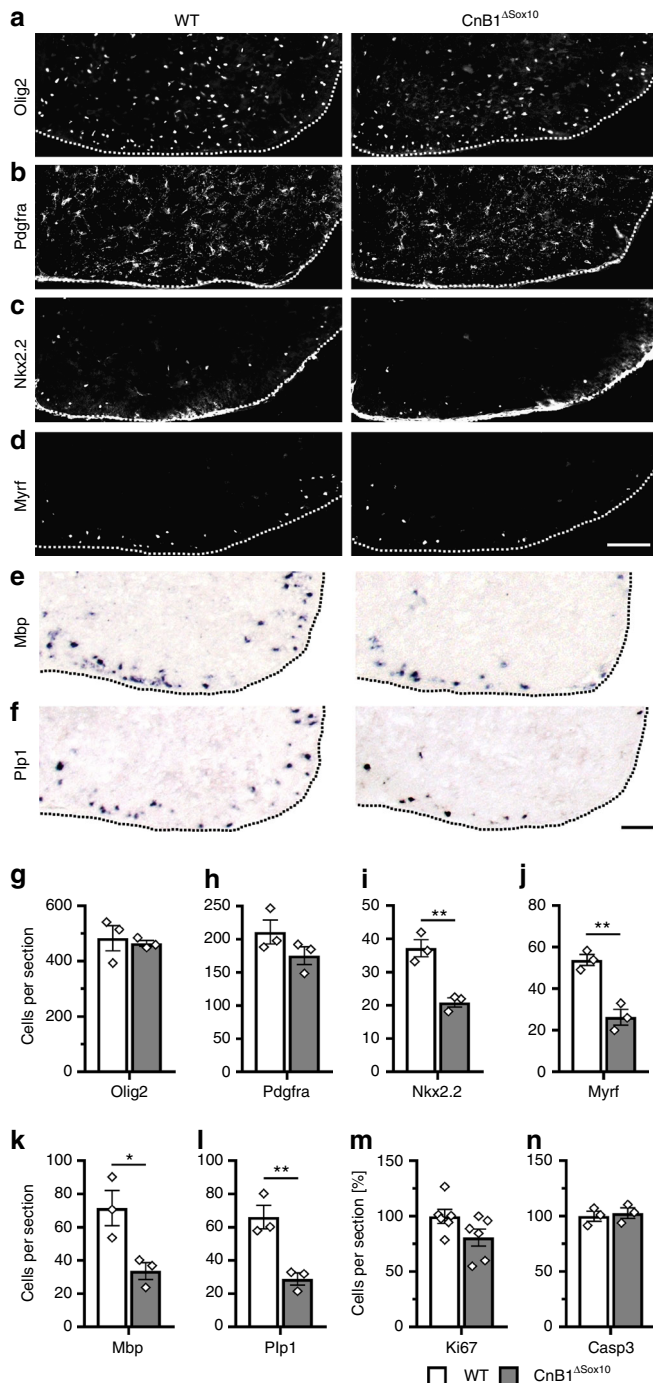 WT CnB1ΔSox10
a Olig2
b Pdgfra
c Nkx2.2
d Myrf
e Mbp
f Plp1
g h i j
Cells per section
600 400 200 0
Olig2
250 200 150 100 50 0
Pdgfra
** 50 40 30 20 10 0
Nkx2.2
** 80 60 40 20 0
Myrf
k l m n
Cells per section
* 100 80 60 40 20 0
Mbp
** 100 80 60 40 20 0
Plp1
Cells per section [%]
150 100 50 0
Ki67
150 100 50 0
Casp3
WT CnB1ΔSox10